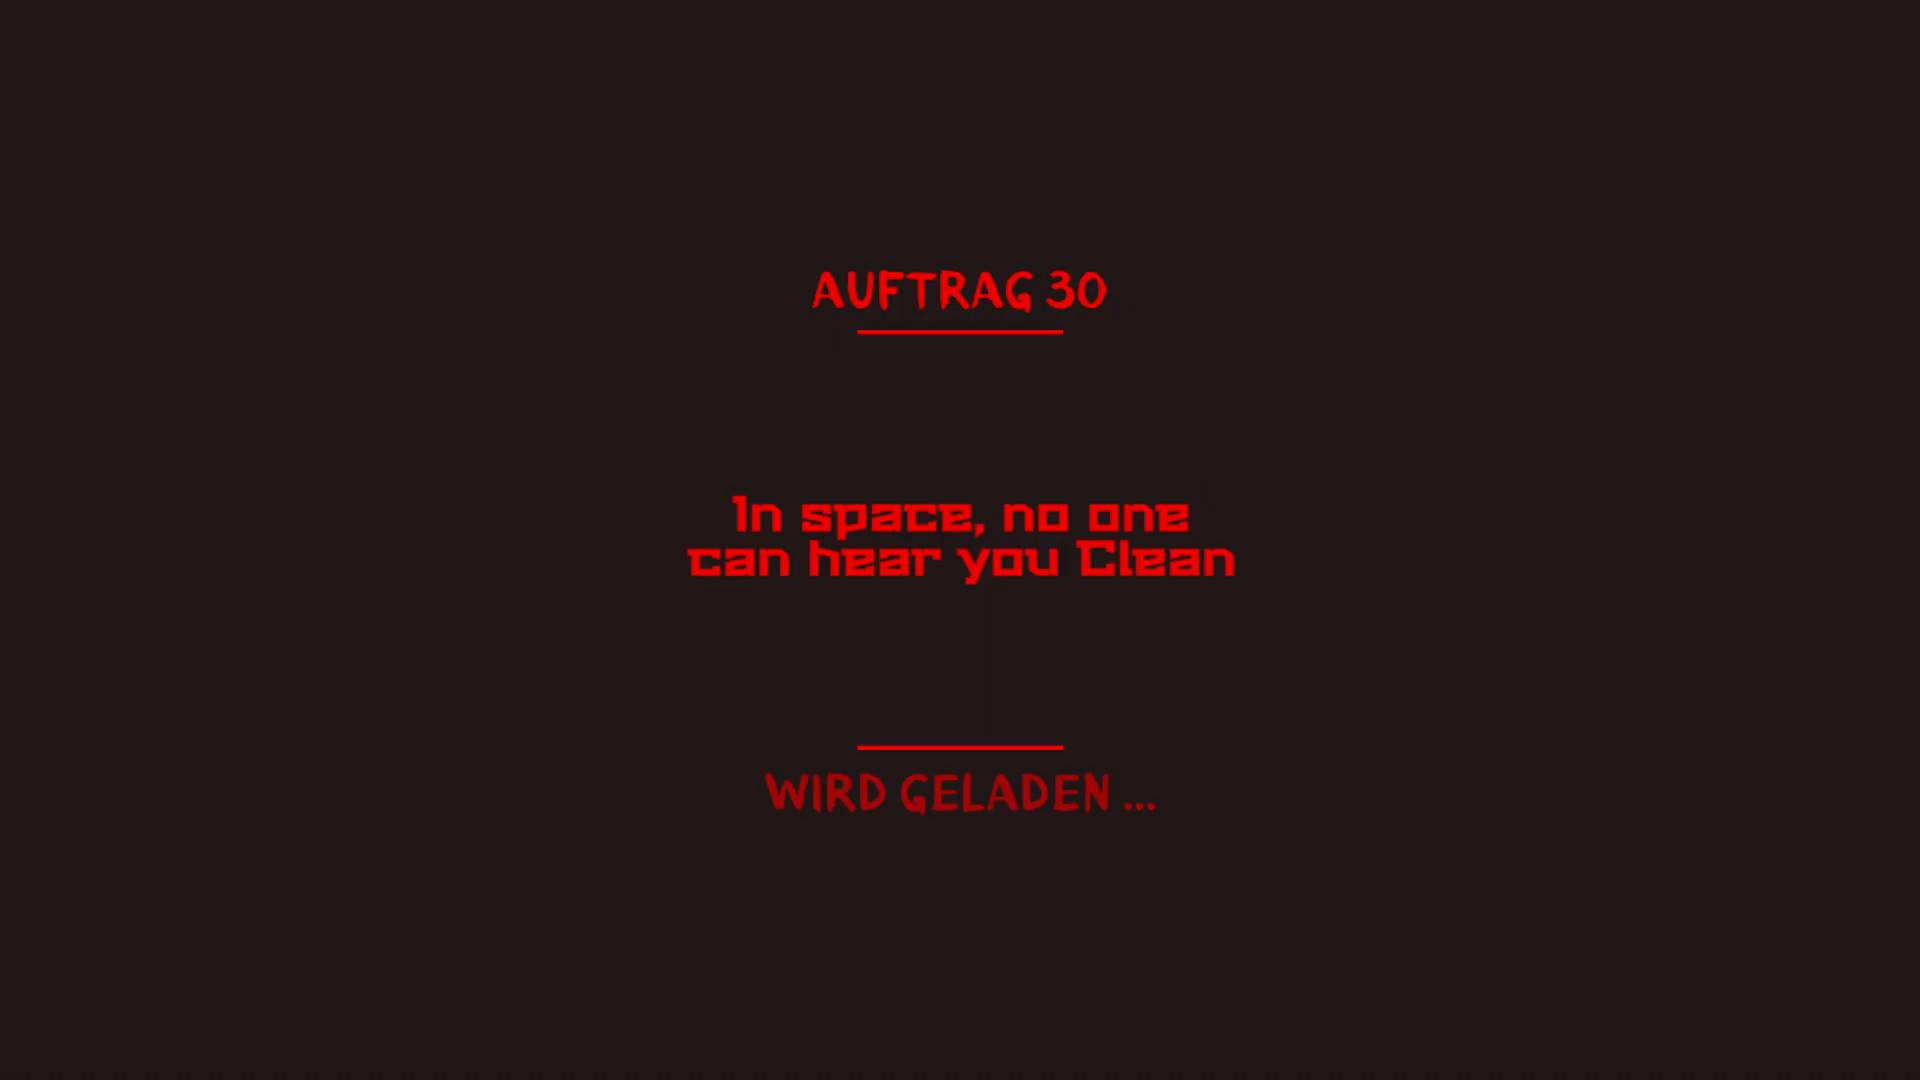 AUFTRAG 30
In space, no one
can hear you Clean
WIRD GELADEN ...